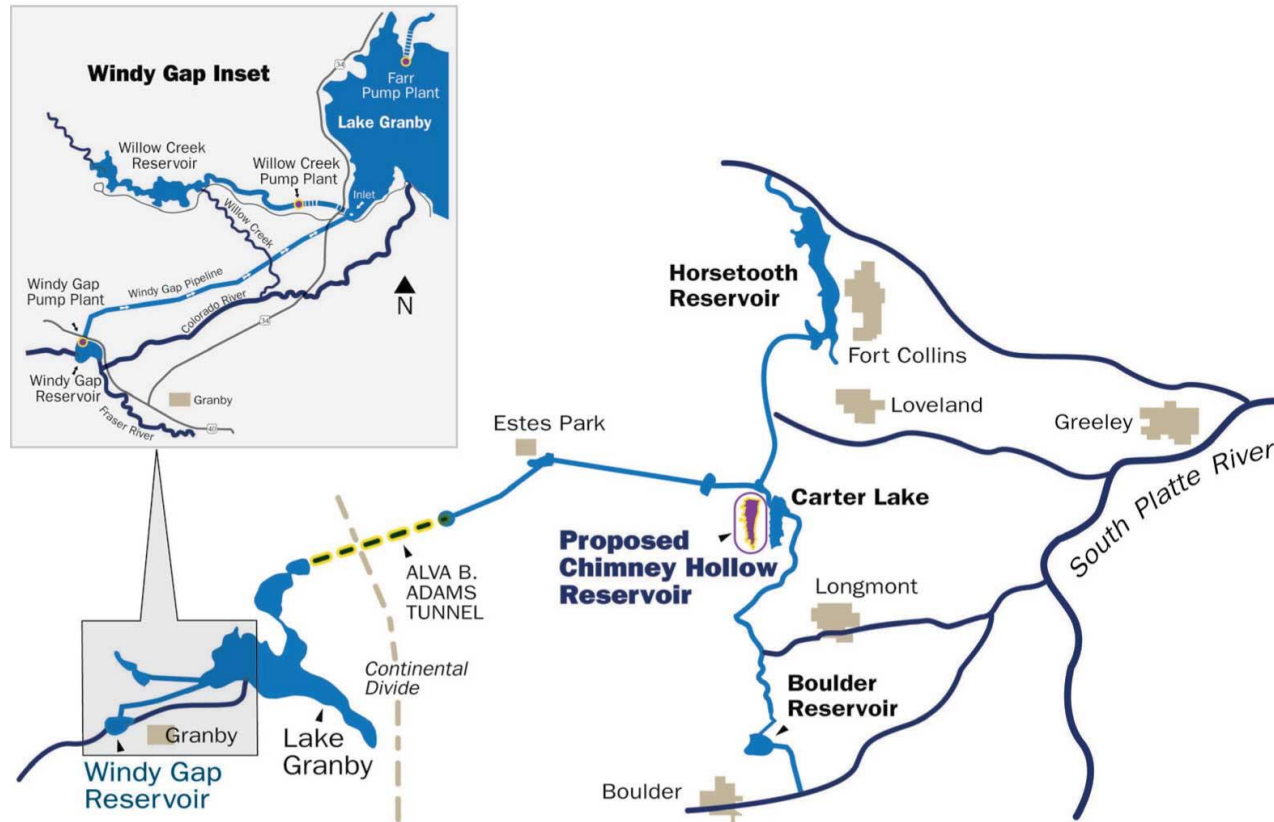 Windy Gap Inset
34
Farr
Pump Plant
Lake Granby
Willow Creek
Reservoir
Willow Creek
Pump Plant
Inlet
Willow Creek
Windy Gap Pipeline
Windy Gap
Pump Plant
Colorado River
N
34
Windy Gap
Reservoir
Granby
Fraser River
40
Horsetooth
Reservoir
Fort Collins
Loveland
Greeley
Estes Park
South Platte River
Carter Lake
Proposed
Chimney Hollow
Reservoir
ALVA B.
ADAMS
TUNNEL
Longmont
Continental
Divide
Boulder
Reservoir
Granby
Lake
Granby
Windy Gap
Reservoir
Boulder